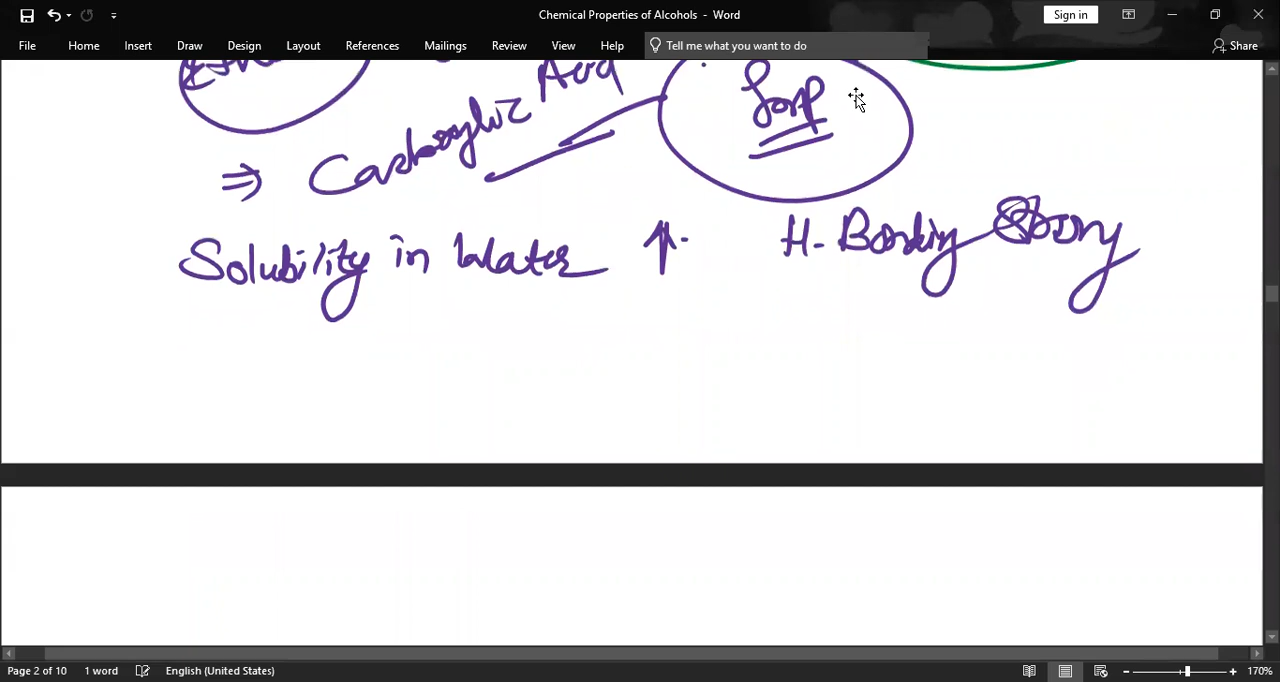 Chemical Properties of Alcohols - Word
Sign in
File Home Insert Draw Design Layout References Mailings Review View Help Tell me what you want to do Share
Soap
⇒ Carboxylic Acid
Solubility in Water ↑. H-Bonding Strong
Page 2 of 10 1 word English (United States) 170%